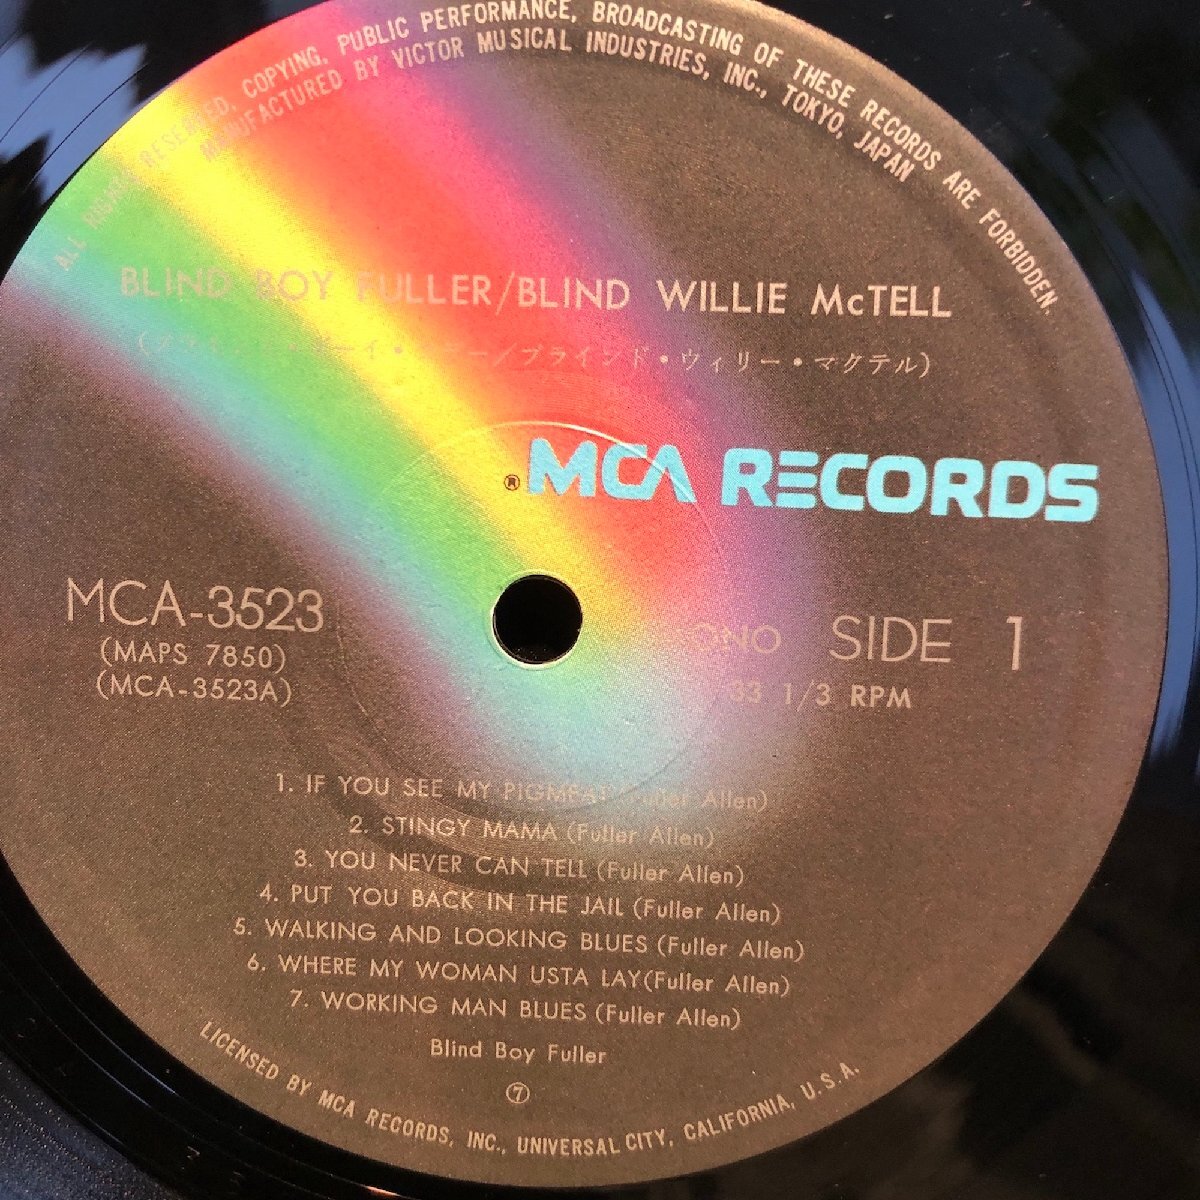 ALL RIGHTS RESERVED, COPYING, PUBLIC PERFORMANCE, BROADCASTING OF THESE RECORDS ARE FORBIDDEN.
MANUFACTURED BY VICTOR MUSICAL INDUSTRIES, INC., TOKYO, JAPAN
BLIND BOY FULLER/BLIND WILLIE McTELL
ー/ブラインド・ウィリー・マクテル)
® MCA RECORDS
MCA-3523
(MAPS 7850)
(MCA-3523A)
MONO SIDE 1
33 1/3 RPM
1. IF YOU SEE MY PIGMEAT (Fuller Allen)
2. STINGY MAMA (Fuller Allen)
3. YOU NEVER CAN TELL (Fuller Allen)
4. PUT YOU BACK IN THE JAIL (Fuller Allen)
5. WALKING AND LOOKING BLUES (Fuller Allen)
6. WHERE MY WOMAN USTA LAY(Fuller Allen)
7. WORKING MAN BLUES (Fuller Allen)
Blind Boy Fuller
⑦
LICENSED BY MCA RECORDS, INC., UNIVERSAL CITY, CALIFORNIA, U.S.A.